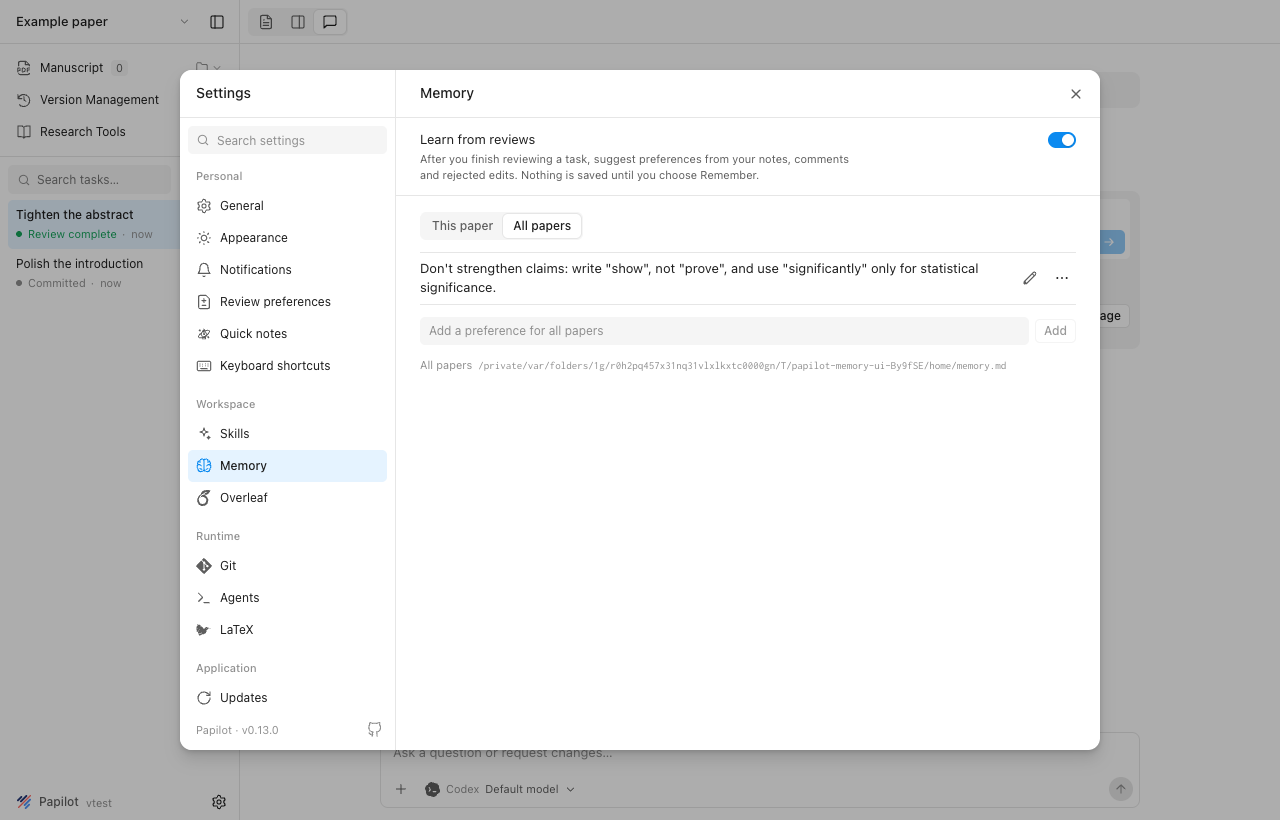 Example paper
Manuscript 0
Version Management
Research Tools
Search tasks...
Tighten the abstract
Review complete · now
Polish the introduction
Committed · now
Papilot vtest
Settings
Search settings
Personal
General
Appearance
Notifications
Review preferences
Quick notes
Keyboard shortcuts
Workspace
Skills
Memory
Overleaf
Runtime
Git
Agents
LaTeX
Application
Updates
Papilot · v0.13.0
Memory
Learn from reviews
After you finish reviewing a task, suggest preferences from your notes, comments
and rejected edits. Nothing is saved until you choose Remember.
This paper All papers
Don't strengthen claims: write "show", not "prove", and use "significantly" only for statistical
significance.
Add a preference for all papers Add
All papers /private/var/folders/1g/r0h2pq457x31nq31vlxlkxtc0000gn/T/papilot-memory-ui-By9fSE/home/memory.md
age
Ask a question or request changes...
Codex Default model